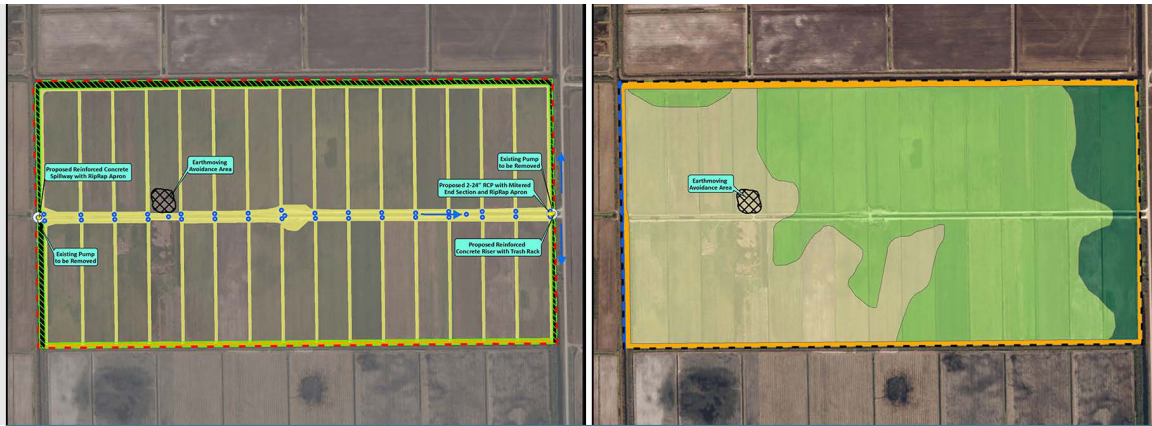 Earthmoving
Avoidance Area
Existing Pump
to be Removed
Proposed Reinforced Concrete
Spillway with RipRap Apron
Proposed 2-24" RCP with Mitered
End Section and RipRap Apron
Existing Pump
to be Removed
Proposed Reinforced
Concrete Riser with Trash Rack
Earthmoving
Avoidance Area